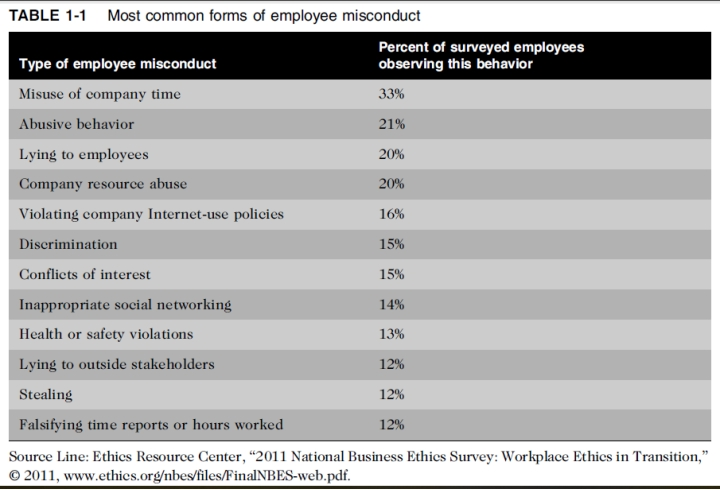 TABLE 1-1 Most common forms of employee misconduct
Type of employee misconduct Percent of surveyed employees observing this behavior
Misuse of company time 33%
Abusive behavior 21%
Lying to employees 20%
Company resource abuse 20%
Violating company Internet-use policies 16%
Discrimination 15%
Conflicts of interest 15%
Inappropriate social networking 14%
Health or safety violations 13%
Lying to outside stakeholders 12%
Stealing 12%
Falsifying time reports or hours worked 12%
Source Line: Ethics Resource Center, “2011 National Business Ethics Survey: Workplace Ethics in Transition,”
© 2011, www.ethics.org/nbes/files/FinalNBES-web.pdf.